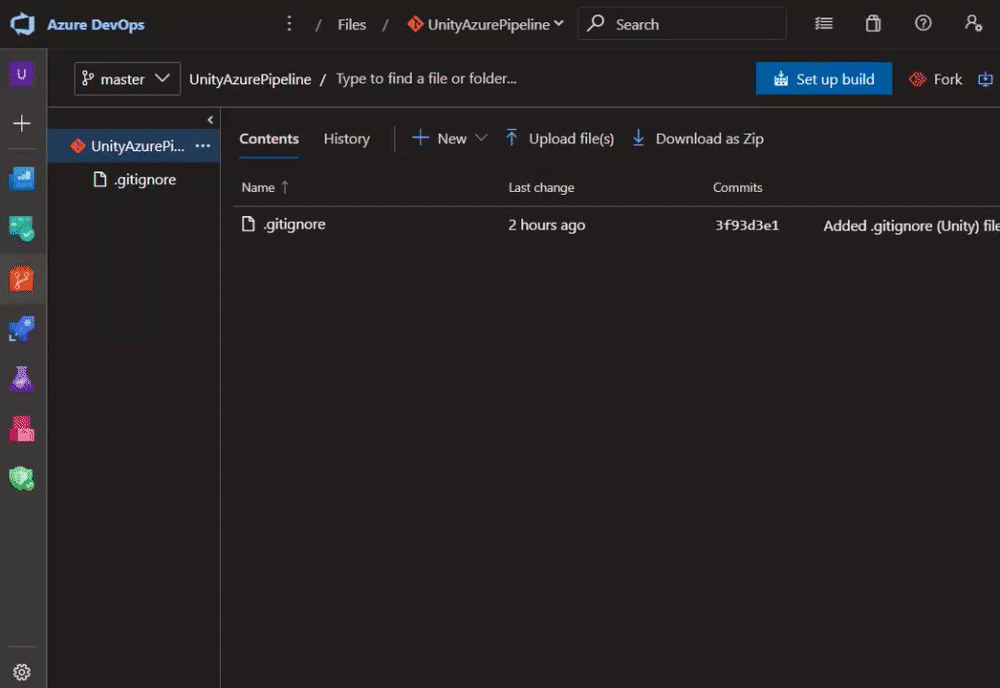 Azure DevOps / Files / UnityAzurePipeline Search
U master UnityAzurePipeline / Type to find a file or folder... Set up build Fork
UnityAzurePi... Contents History New Upload file(s) Download as Zip
.gitignore Name Last change Commits
.gitignore 2 hours ago 3f93d3e1 Added .gitignore (Unity) file